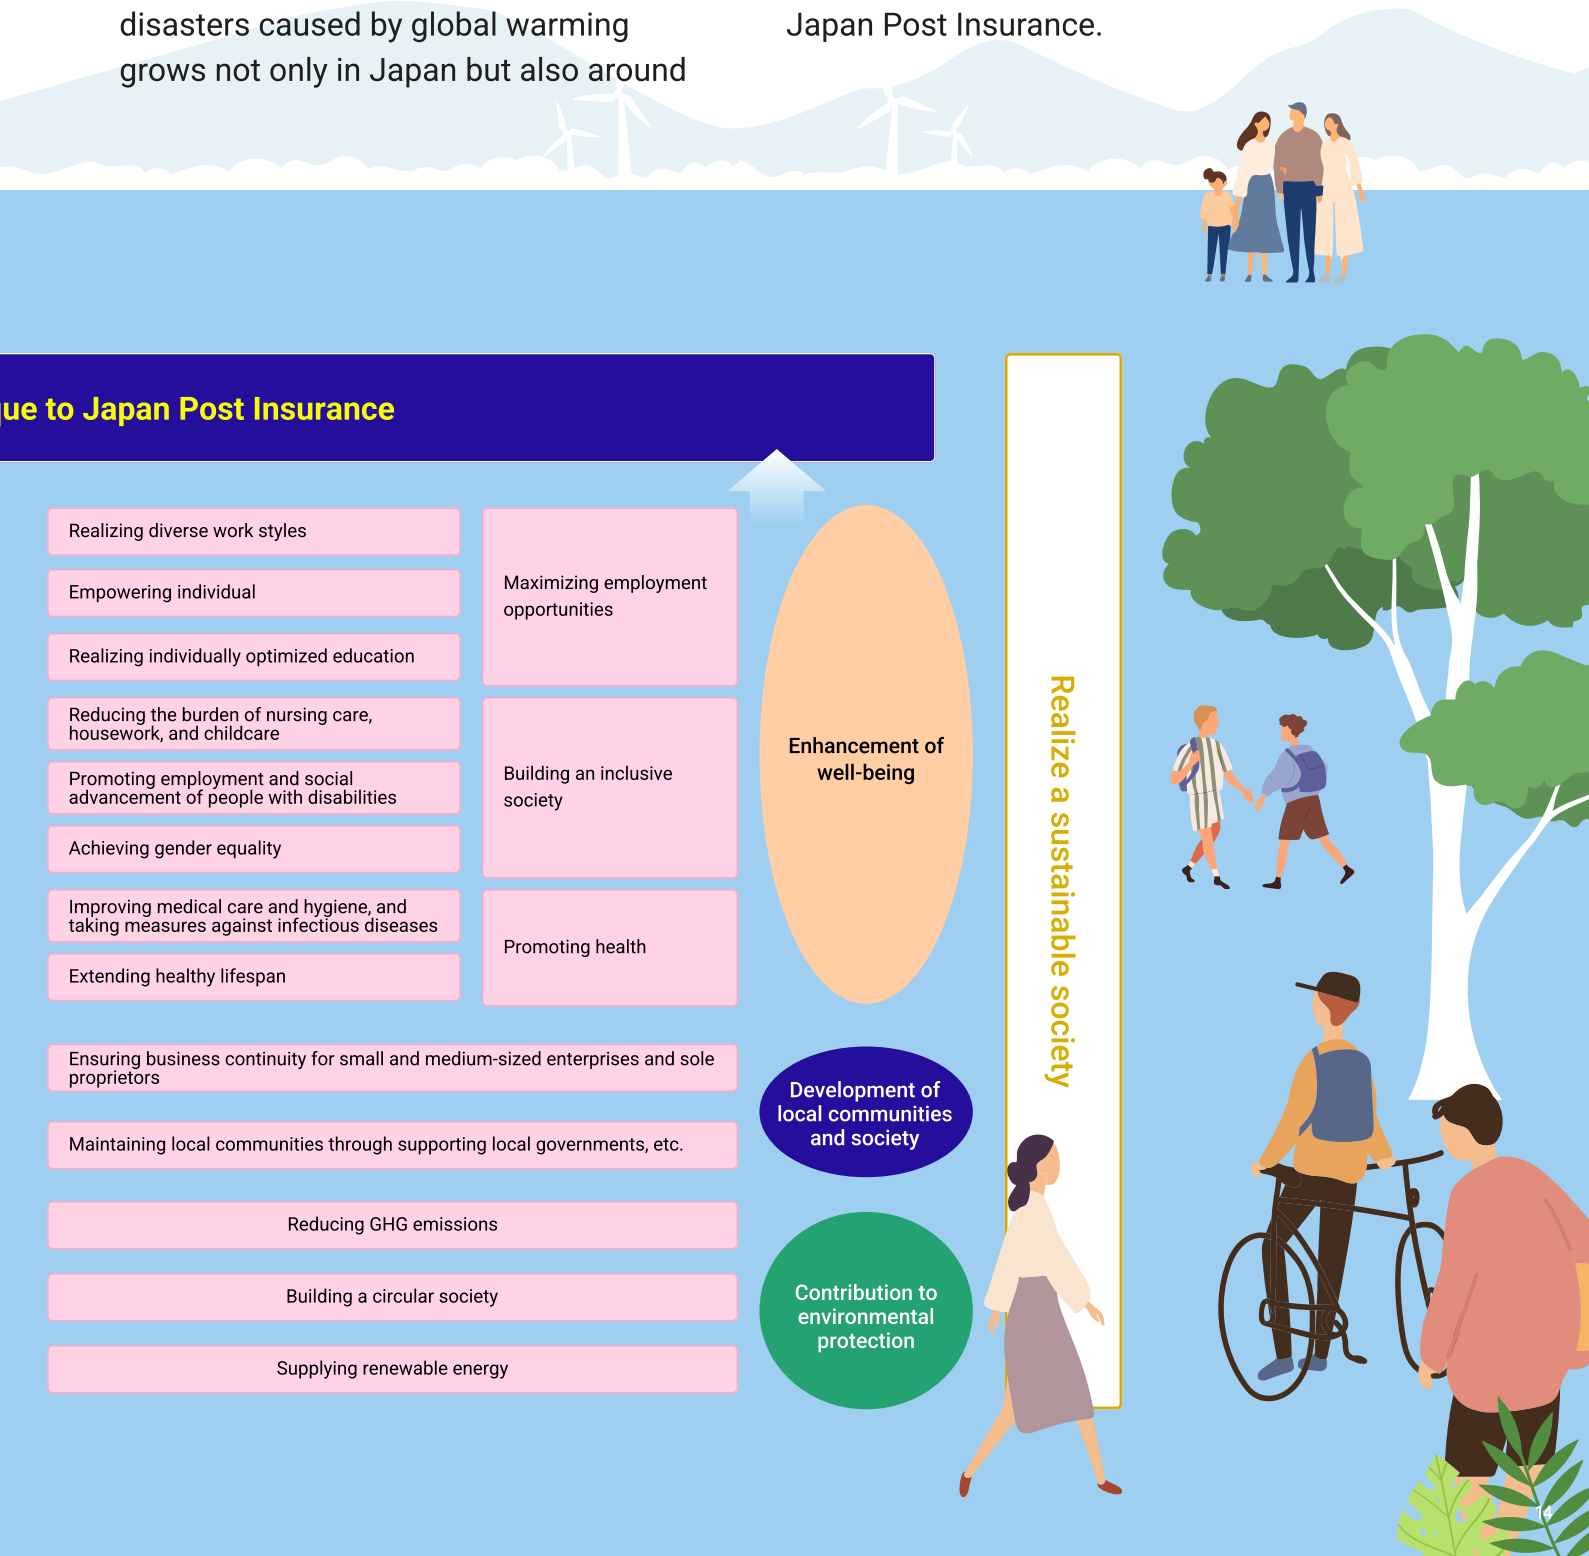 disasters caused by global warming
grows not only in Japan but also around
Japan Post Insurance.
to Japan Post Insurance
Realizing diverse work styles
Empowering individual
Realizing individually optimized education
Maximizing employment
opportunities
Reducing the burden of nursing care,
housework, and childcare
Promoting employment and social
advancement of people with disabilities
Achieving gender equality
Building an inclusive
society
Improving medical care and hygiene, and
taking measures against infectious diseases
Extending healthy lifespan
Promoting health
Enhancement of
well-being
Ensuring business continuity for small and medium-sized enterprises and sole
proprietors
Maintaining local communities through supporting local governments, etc.
Development of
local communities
and society
Reducing GHG emissions
Building a circular society
Supplying renewable energy
Contribution to
environmental
protection
Realize a sustainable society
14